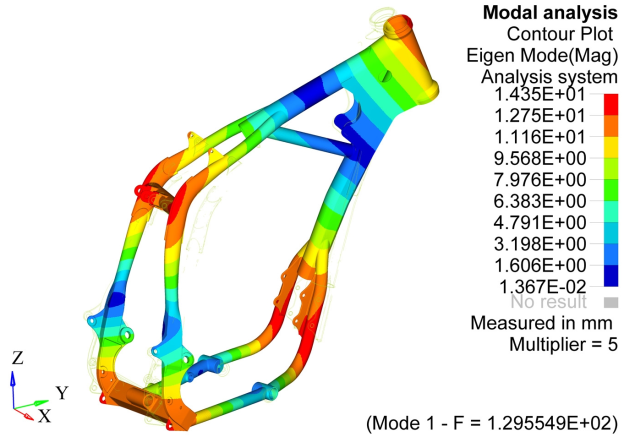 Modal analysis
Contour Plot
Eigen Mode(Mag)
Analysis system
1.435E+01
1.275E+01
1.116E+01
9.568E+00
7.976E+00
6.383E+00
4.791E+00
3.198E+00
1.606E+00
1.367E-02
No result
Measured in mm
Multiplier = 5
Z
Y
X
(Mode 1 - F = 1.295549E+02)